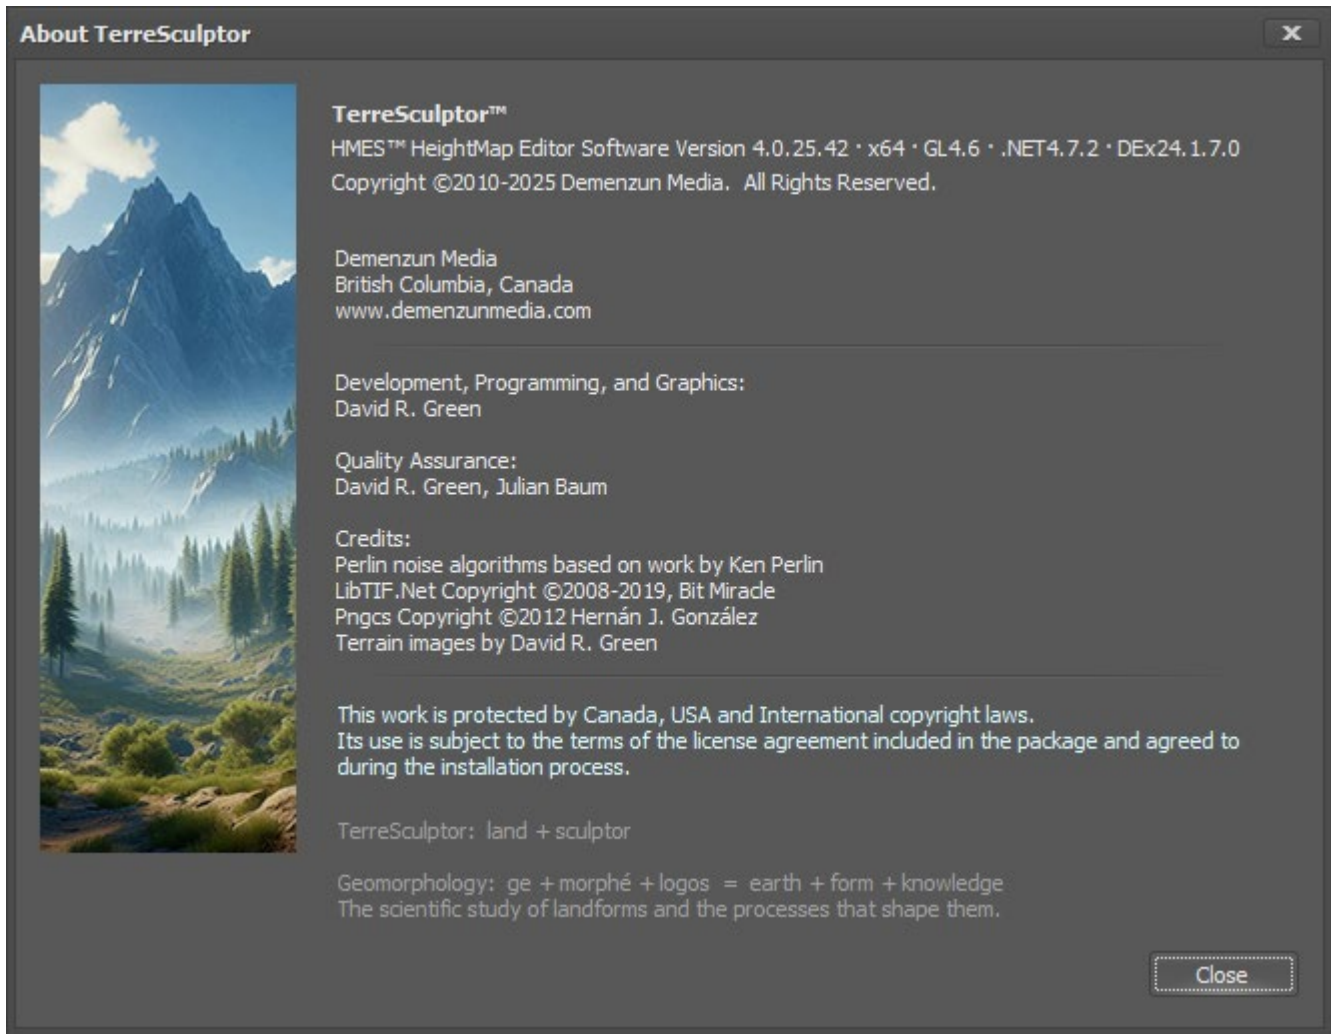 About TerreSculptor
x
TerreSculptor™
HMES™ HeightMap Editor Software Version 4.0.25.42 · x64 · GL4.6 · .NET4.7.2 · DEx24.1.7.0
Copyright ©2010-2025 Demenzun Media.  All Rights Reserved.
Demenzun Media
British Columbia, Canada
www.demenzunmedia.com
Development, Programming, and Graphics:
David R. Green
Quality Assurance:
David R. Green, Julian Baum
Credits:
Perlin noise algorithms based on work by Ken Perlin
LibTIF.Net Copyright ©2008-2019, Bit Miracle
Pngcs Copyright ©2012 Hernán J. González
Terrain images by David R. Green
This work is protected by Canada, USA and International copyright laws.
Its use is subject to the terms of the license agreement included in the package and agreed to
during the installation process.
TerreSculptor:  land + sculptor
Geomorphology:  ge + morphé + logos  =  earth + form + knowledge
The scientific study of landforms and the processes that shape them.
Close